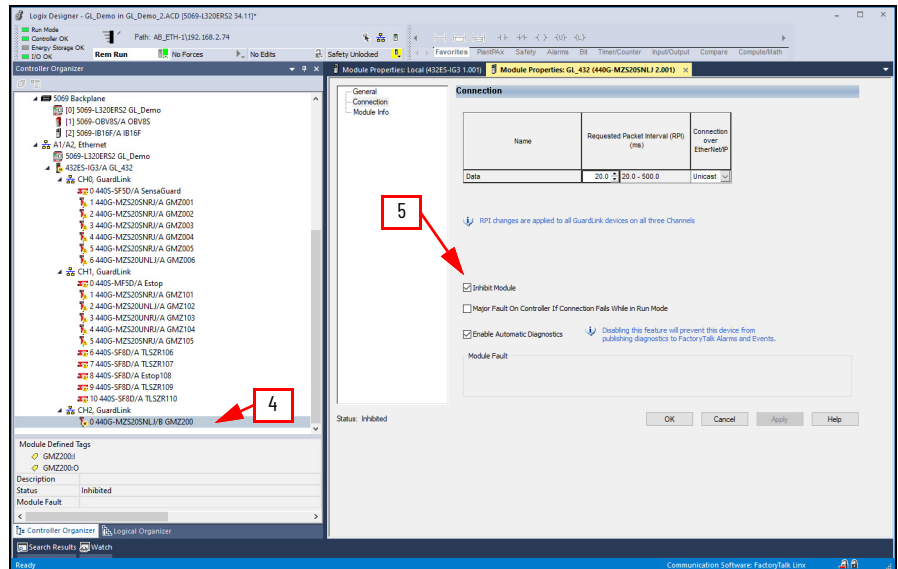 Logix Designer - GL_Demo in GL_Demo_2.ACD [5069-L320ERS2 34.11]*
Run Mode
Controller OK
Energy Storage OK
I/O OK
Path: AB_ETH-1\192.168.2.74
Rem Run
No Forces
No Edits
Safety Unlocked
Favorites PlantPAx Safety Alarms Bit Timer/Counter Input/Output Compare Compute/Math
Controller Organizer
Module Properties: Local (432ES-IG3 1.001)
Module Properties: GL_432 (440G-MZS20SNLJ 2.001) ×
5069 Backplane
[0] 5069-L320ERS2 GL_Demo
[1] 5069-OBV8S/A OBV8S
[2] 5069-IB16F/A IB16F
A1/A2, Ethernet
5069-L320ERS2 GL_Demo
432ES-IG3/A GL_432
CH0, GuardLink
0 440S-SF5D/A SensaGuard
1 440G-MZS20SNRJ/A GMZ001
2 440G-MZS20SNRJ/A GMZ002
3 440G-MZS20SNRJ/A GMZ003
4 440G-MZS20SNRJ/A GMZ004
5 440G-MZS20SNRJ/A GMZ005
6 440G-MZS20UNLJ/A GMZ006
CH1, GuardLink
0 440S-MF5D/A Estop
1 440G-MZS20SNRJ/A GMZ101
2 440G-MZS20UNLJ/A GMZ102
3 440G-MZS20UNRJ/A GMZ103
4 440G-MZS20UNRJ/A GMZ104
5 440G-MZS20SNRJ/A GMZ105
6 440S-SF8D/A TLSZR106
7 440S-SF8D/A TLSZR107
8 440S-SF8D/A Estop108
9 440S-SF8D/A TLSZR109
10 440S-SF8D/A TLSZR110
CH2, GuardLink
0 440G-MZS20SNLJ/B GMZ200
4
Module Defined Tags
GMZ200:I
GMZ200:O
Description
Status Inhibited
Module Fault
Controller Organizer
Logical Organizer
General
Connection
Module Info
Connection
Name
Requested Packet Interval (RPI)
(ms)
Connection
over
EtherNet/IP
Data
20.0
20.0 - 500.0
Unicast
RPI changes are applied to all GuardLink devices on all three Channels
5
Inhibit Module
Major Fault On Controller If Connection Fails While in Run Mode
Enable Automatic Diagnostics
Disabling this feature will prevent this device from
publishing diagnostics to FactoryTalk Alarms and Events.
Module Fault
Status: Inhibited
OK
Cancel
Apply
Help
Search Results
Watch
Ready
Communication Software: FactoryTalk Linx